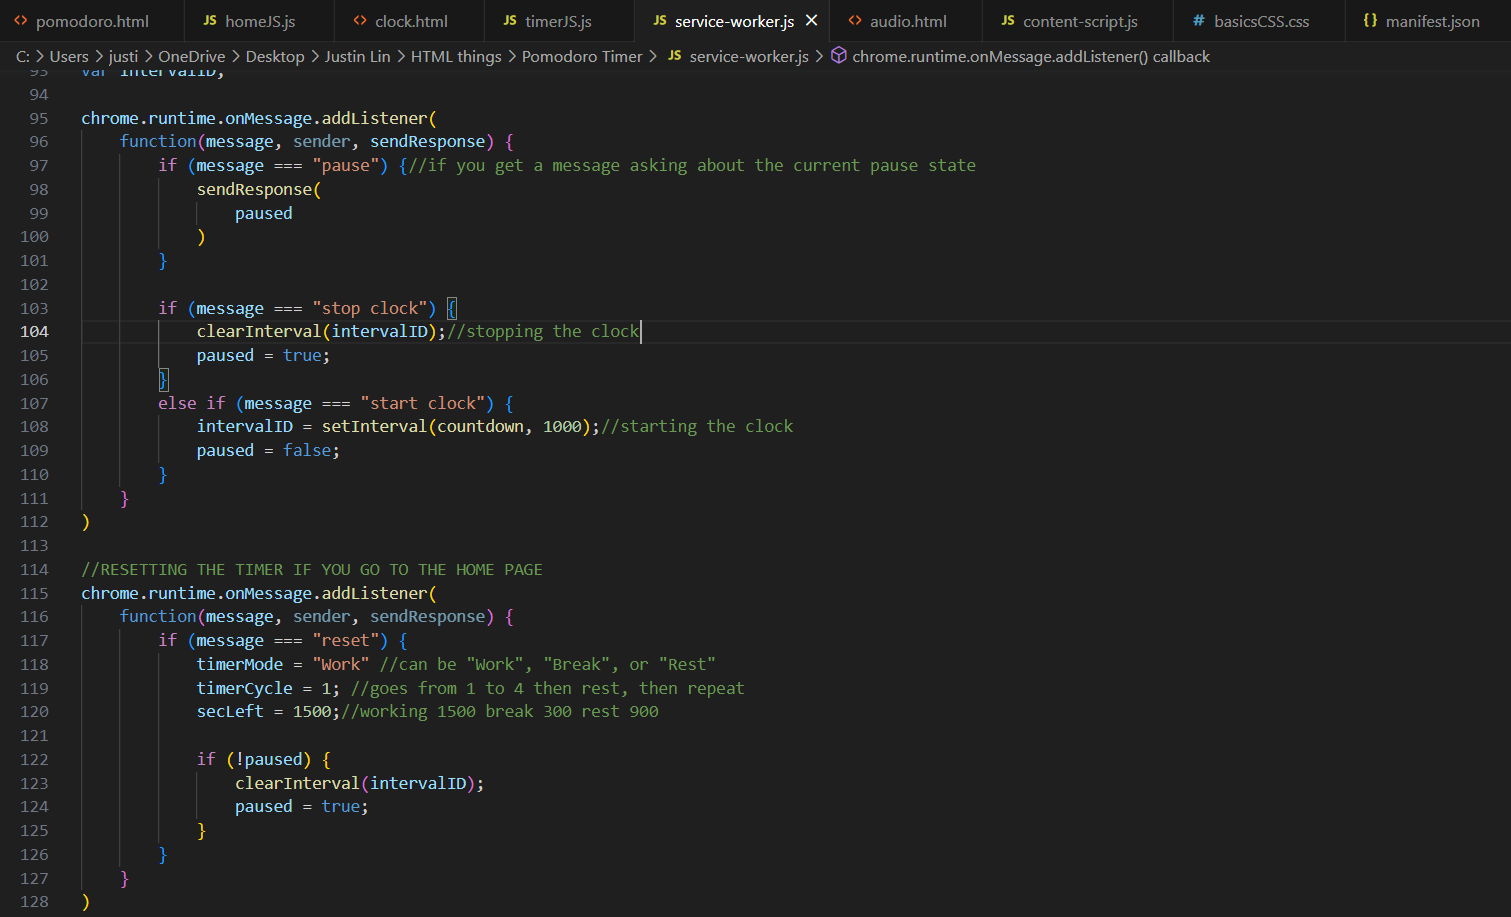 <> pomodoro.html JS homeJS.js <> clock.html JS timerJS.js JS service-worker.js × <> audio.html JS content-script.js # basicsCSS.css {} manifest.json
C: > Users > justi > OneDrive > Desktop > Justin Lin > HTML things > Pomodoro Timer > JS service-worker.js > chrome.runtime.onMessage.addListener() callback
93 var intervalID;
94
95 chrome.runtime.onMessage.addListener(
96 function(message, sender, sendResponse) {
97 if (message === "pause") {//if you get a message asking about the current pause state
98 sendResponse(
99 paused
100 )
101 }
102
103 if (message === "stop clock") {
104 clearInterval(intervalID);//stopping the clock
105 paused = true;
106 }
107 else if (message === "start clock") {
108 intervalID = setInterval(countdown, 1000);//starting the clock
109 paused = false;
110 }
111 }
112 )
113
114 //RESETTING THE TIMER IF YOU GO TO THE HOME PAGE
115 chrome.runtime.onMessage.addListener(
116 function(message, sender, sendResponse) {
117 if (message === "reset") {
118 timerMode = "Work" //can be "Work", "Break", or "Rest"
119 timerCycle = 1; //goes from 1 to 4 then rest, then repeat
120 secLeft = 1500;//working 1500 break 300 rest 900
121
122 if (!paused) {
123 clearInterval(intervalID);
124 paused = true;
125 }
126 }
127 }
128 )